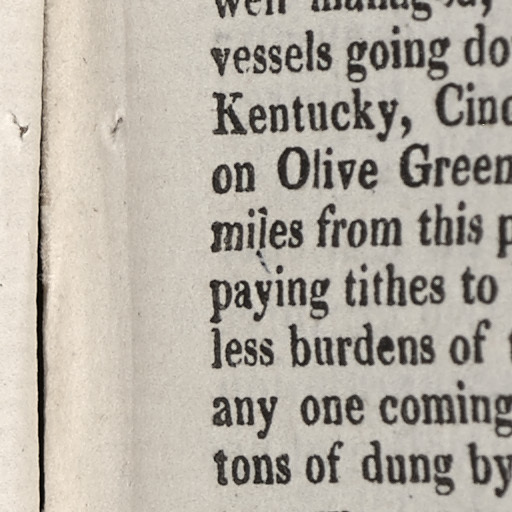 well
vessels going do
Kentucky, Cinc
on Olive Green
miles from this p
paying tithes to
less burdens of
any one coming
tons of dung by